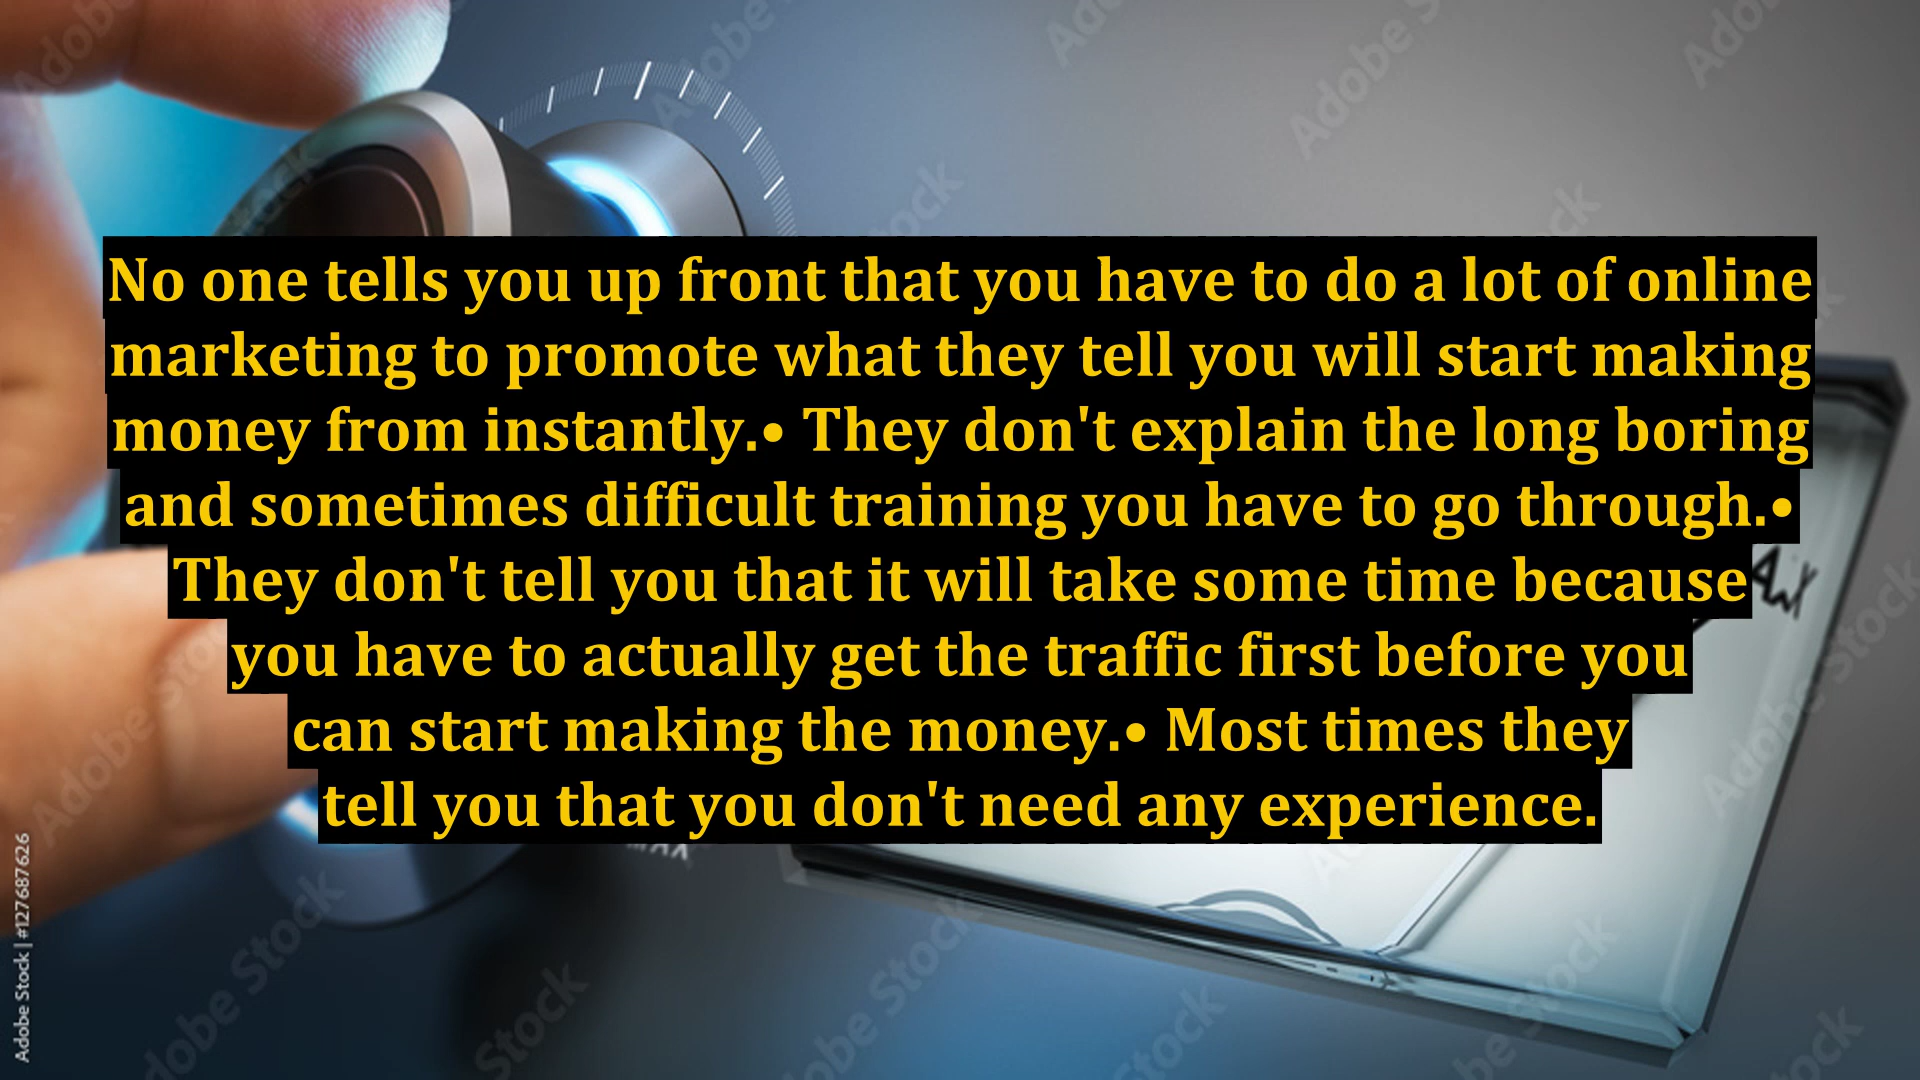 No one tells you up front that you have to do a lot of online
marketing to promote what they tell you will start making
money from instantly.• They don't explain the long boring
and sometimes difficult training you have to go through.•
They don't tell you that it will take some time because
you have to actually get the traffic first before you
can start making the money.• Most times they
tell you that you don't need any experience.
MAX
Adobe Stock | #127687626
Adobe Stock